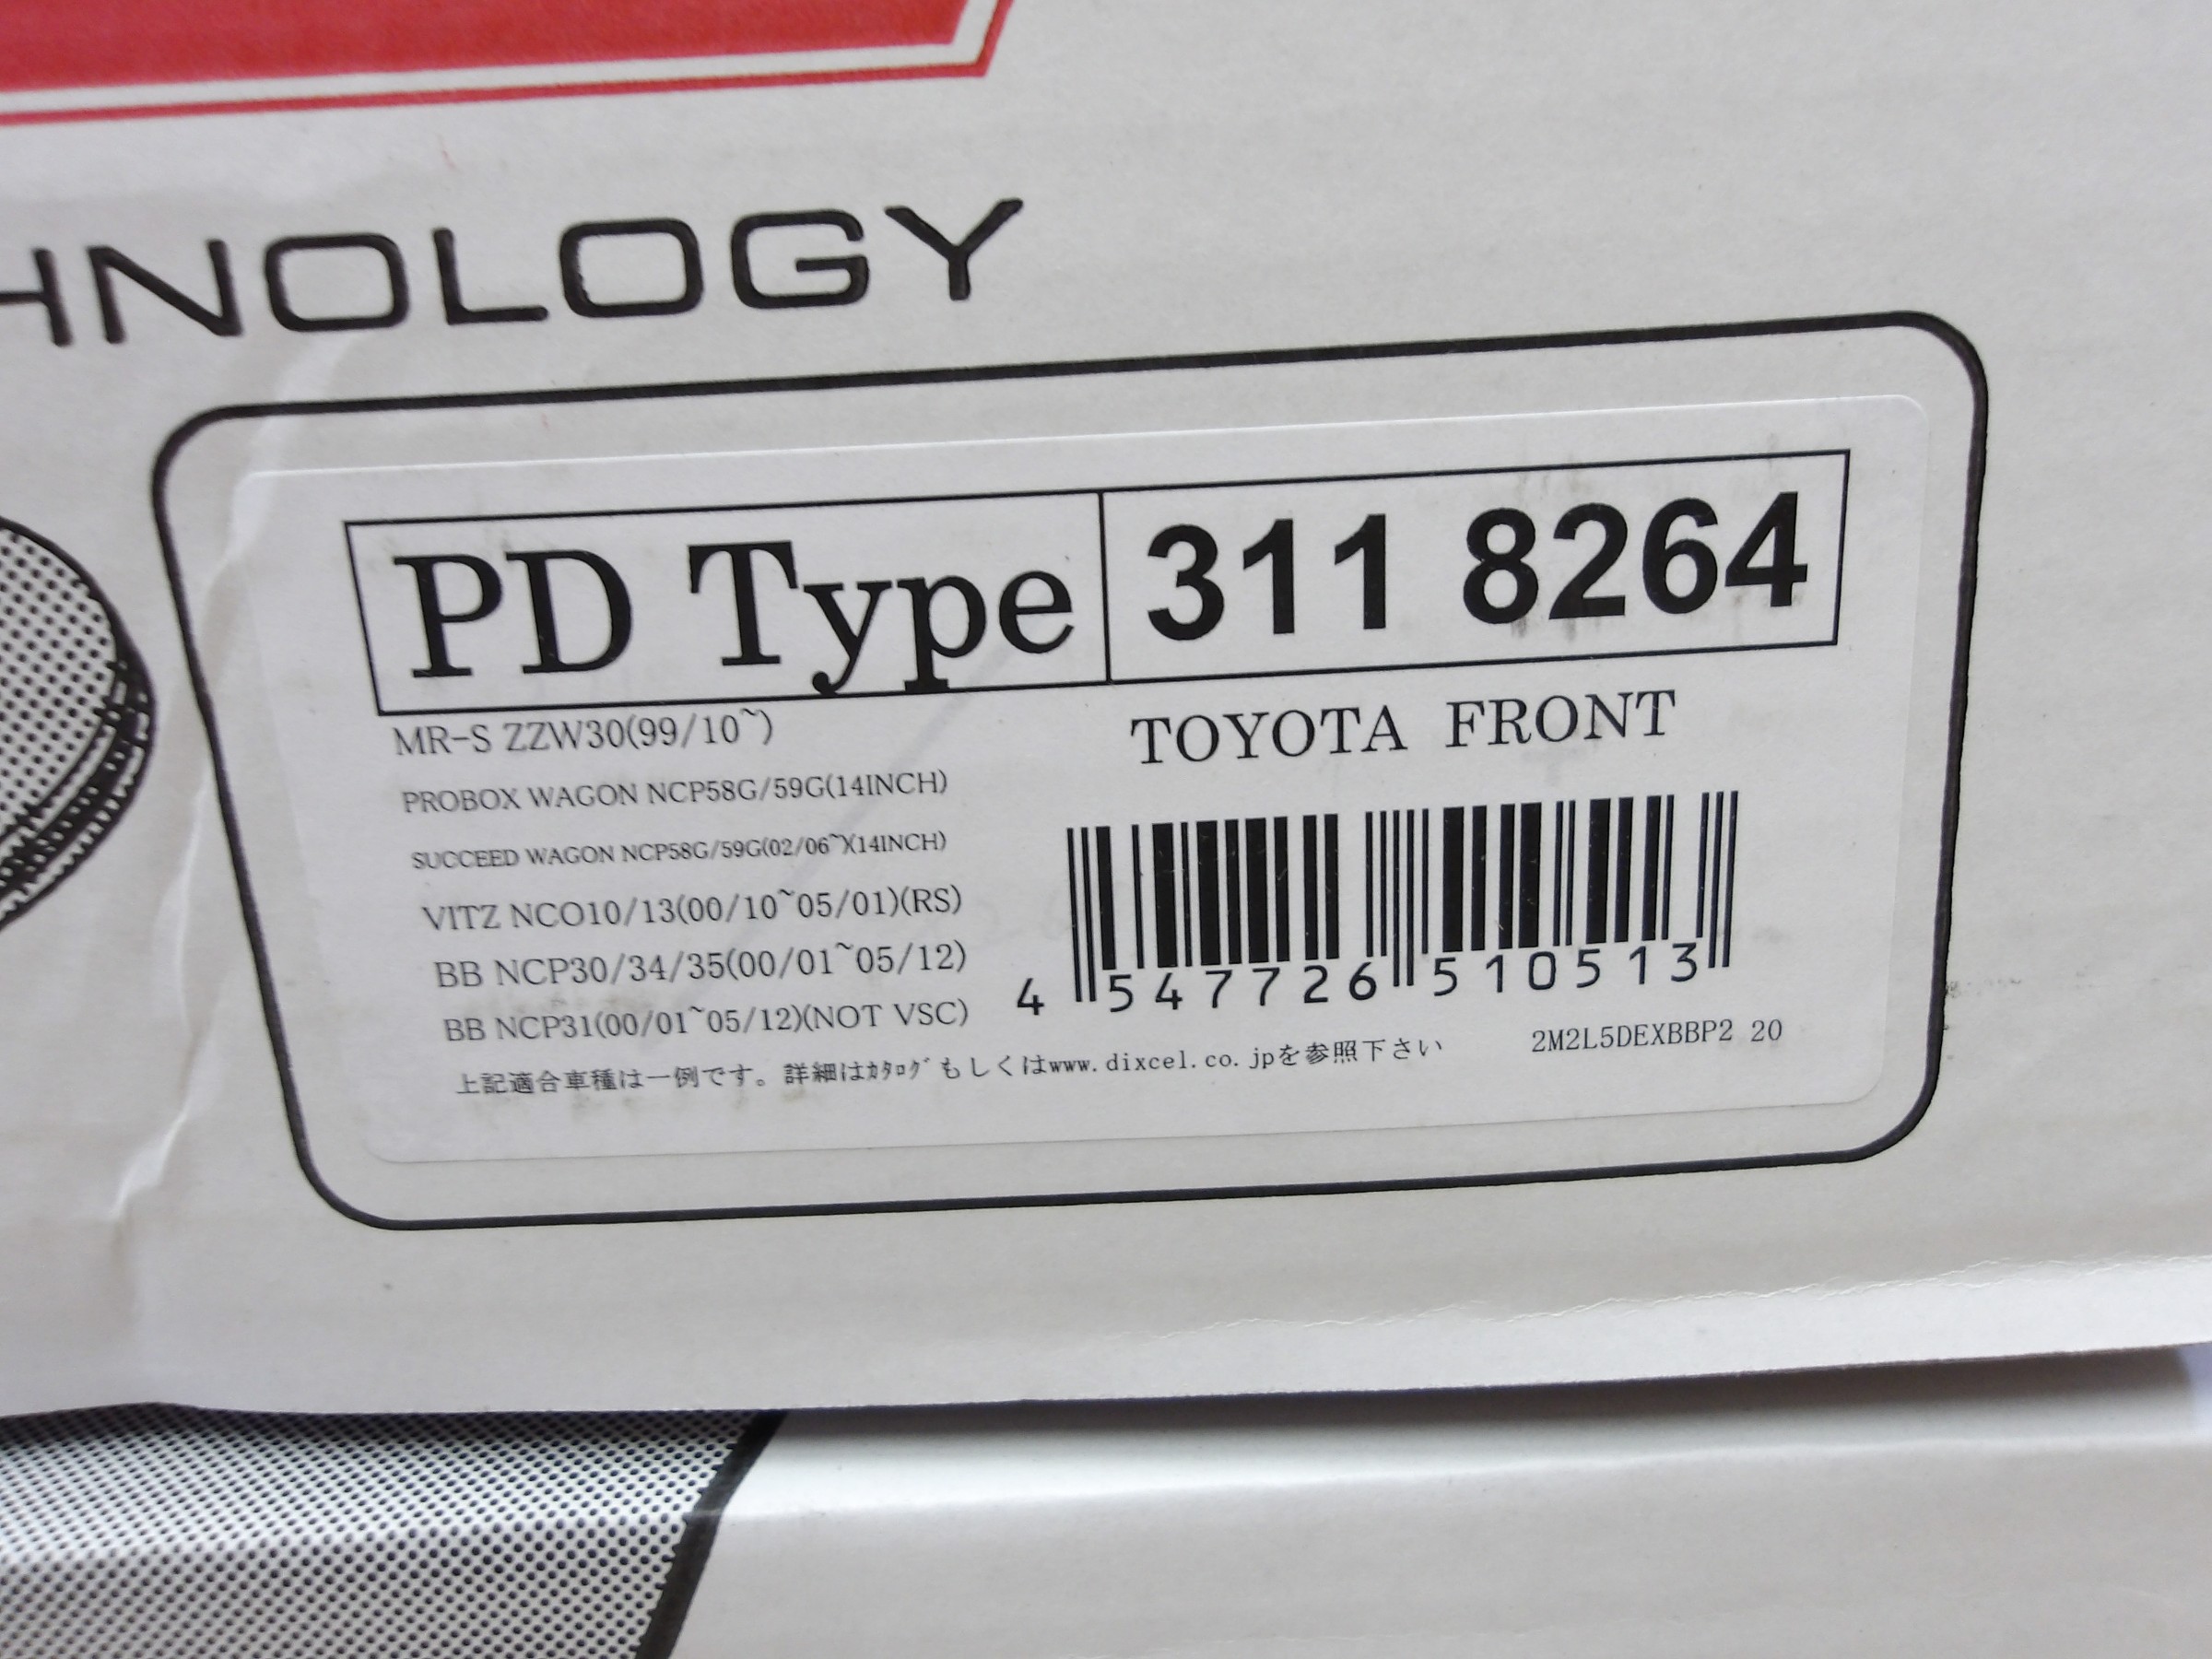 HNOLOGY
PD Type 311 8264
MR-S ZZW30(99/10~)
TOYOTA FRONT
PROBOX WAGON NCP58G/59G(14INCH)
SUCCEED WAGON NCP58G/59G(02/06~)(14INCH)
VITZ NCO10/13(00/10~05/01)(RS)
BB NCP30/34/35(00/01~05/12)
BB NCP31(00/01~05/12)(NOT VSC)
4 547726 510513
上記適合車種は一例です。詳細はｶﾀﾛｸﾞもしくはwww.dixcel.co.jpを参照下さい
2M2L5DEXBBP2 20